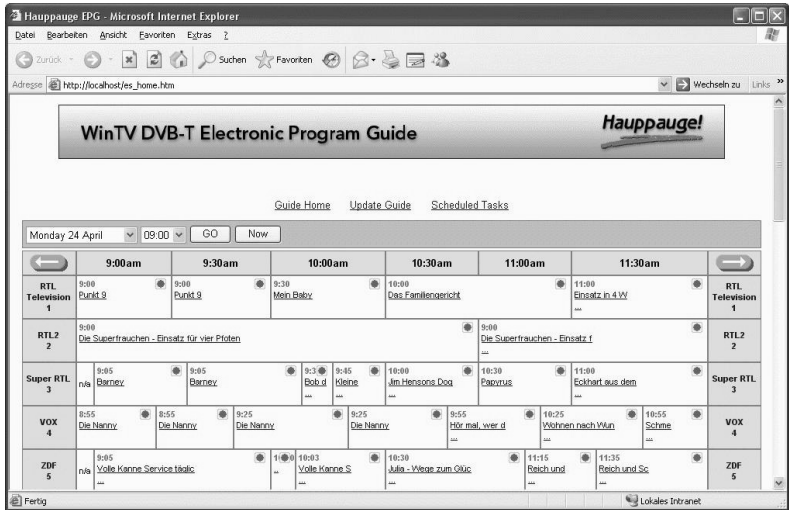 Hauppauge EPG - Microsoft Internet Explorer
Datei Bearbeiten Ansicht Favoriten Extras ?
Zurück Suchen Favoriten
Adresse http://localhost/es_home.htm Wechseln zu Links »
WinTV DVB-T Electronic Program Guide Hauppauge!
Guide Home Update Guide Scheduled Tasks
Monday 24 April 09:00 GO Now
9:00am 9:30am 10:00am 10:30am 11:00am 11:30am
RTL Television 1
9:00 Punkt 9
9:00 Punkt 9
9:30 Mein Baby
10:00 Das Familiengericht
11:00 Einsatz in 4 W ...
RTL Television 1
RTL2 2
9:00 Die Superfrauchen - Einsatz für vier Pfoten
9:00 Die Superfrauchen - Einsatz f ...
RTL2 2
Super RTL 3
n/a
9:05 Barney
9:05 Barney
9:3 Bob d ...
9:45 Kleine ...
10:00 Jim Hensons Dog ...
10:30 Papyrus
11:00 Eckhart aus dem ...
Super RTL 3
VOX 4
8:55 Die Nanny
8:55 Die Nanny
9:25 Die Nanny
9:25 Die Nanny
9:55 Hör mal, wer d ...
10:25 Wohnen nach Wun ...
10:55 Schme ...
VOX 4
ZDF 5
n/a
9:05 Volle Kanne Service täglic ...
1 0 ..
10:03 Volle Kanne S ...
10:30 Julia - Wege zum Glüc ...
11:15 Reich und ...
11:35 Reich und Sc ...
ZDF 5
Fertig Lokales Intranet